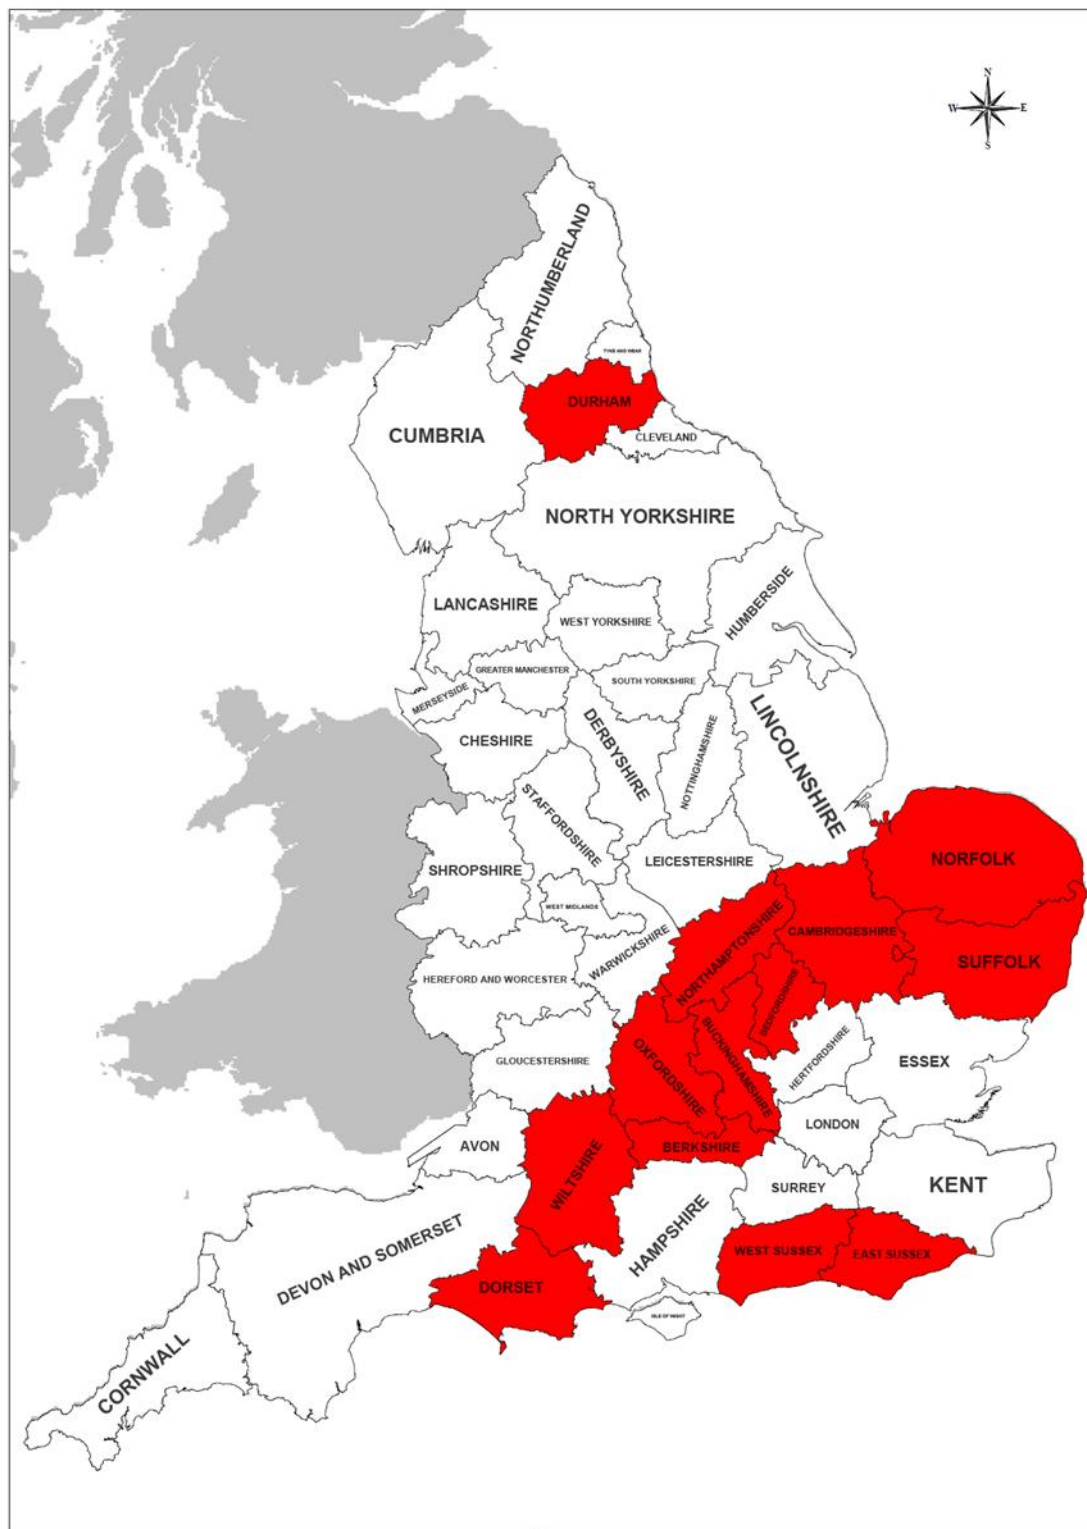 N
W E
S
NORTHUMBERLAND
TYNE AND WEAR
DURHAM
CUMBRIA
CLEVELAND
NORTH YORKSHIRE
HUMBERSIDE
LANCASHIRE
WEST YORKSHIRE
GREATER MANCHESTER
SOUTH YORKSHIRE
MERSEYSIDE
CHESHIRE
DERBYSHIRE
NOTTINGHAMSHIRE
LINCOLNSHIRE
STAFFORDSHIRE
SHROPSHIRE
LEICESTERSHIRE
NORFOLK
WEST MIDLANDS
WARWICKSHIRE
NORTHAMPTONSHIRE
CAMBRIDGESHIRE
SUFFOLK
HEREFORD AND WORCESTER
BEDFORDSHIRE
GLOUCESTERSHIRE
OXFORDSHIRE
BUCKINGHAMSHIRE
HERTFORDSHIRE
ESSEX
LONDON
AVON
WILTSHIRE
BERKSHIRE
SURREY
KENT
HAMPSHIRE
DEVON AND SOMERSET
WEST SUSSEX
EAST SUSSEX
DORSET
ISLE OF WIGHT
CORNWALL